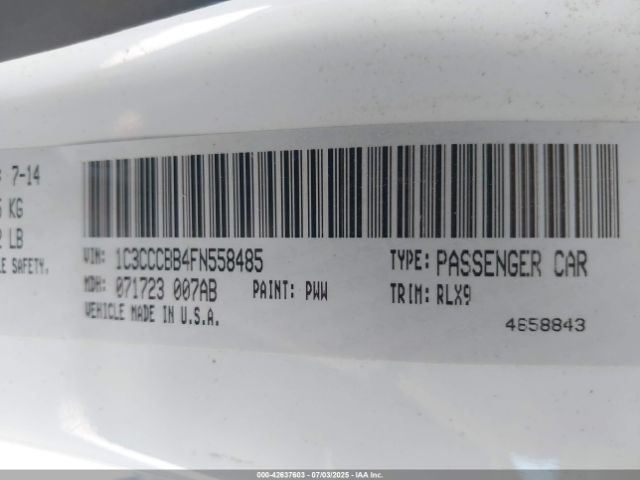 : 7-14
KG
LB
LE SAFETY.
VIN: 1C3CCCBB4FN558485
TYPE: PASSENGER CAR
MDH: 071723 007AB
PAINT: PWW
TRIM: RLX9
VEHICLE MADE IN U.S.A.
4658843
000-42637603 - 07/03/2025 - IAA